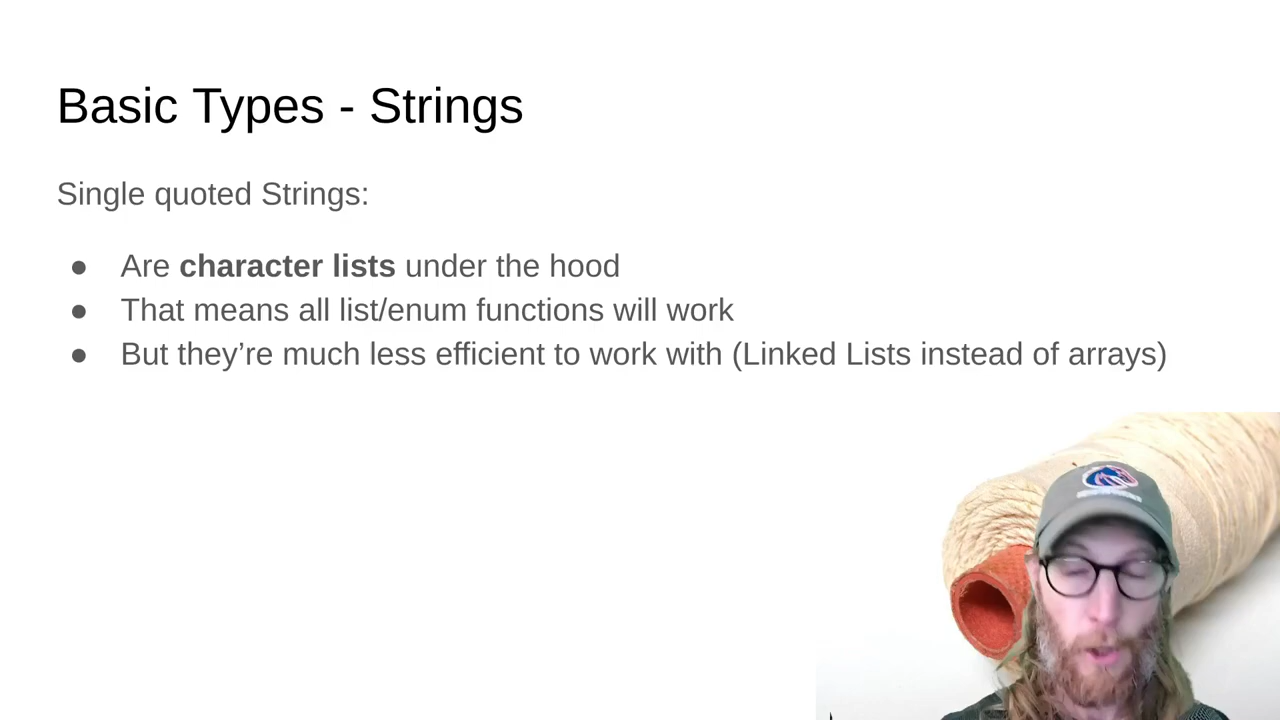 Basic Types - Strings
Single quoted Strings:
● Are character lists under the hood
● That means all list/enum functions will work
● But they’re much less efficient to work with (Linked Lists instead of arrays)